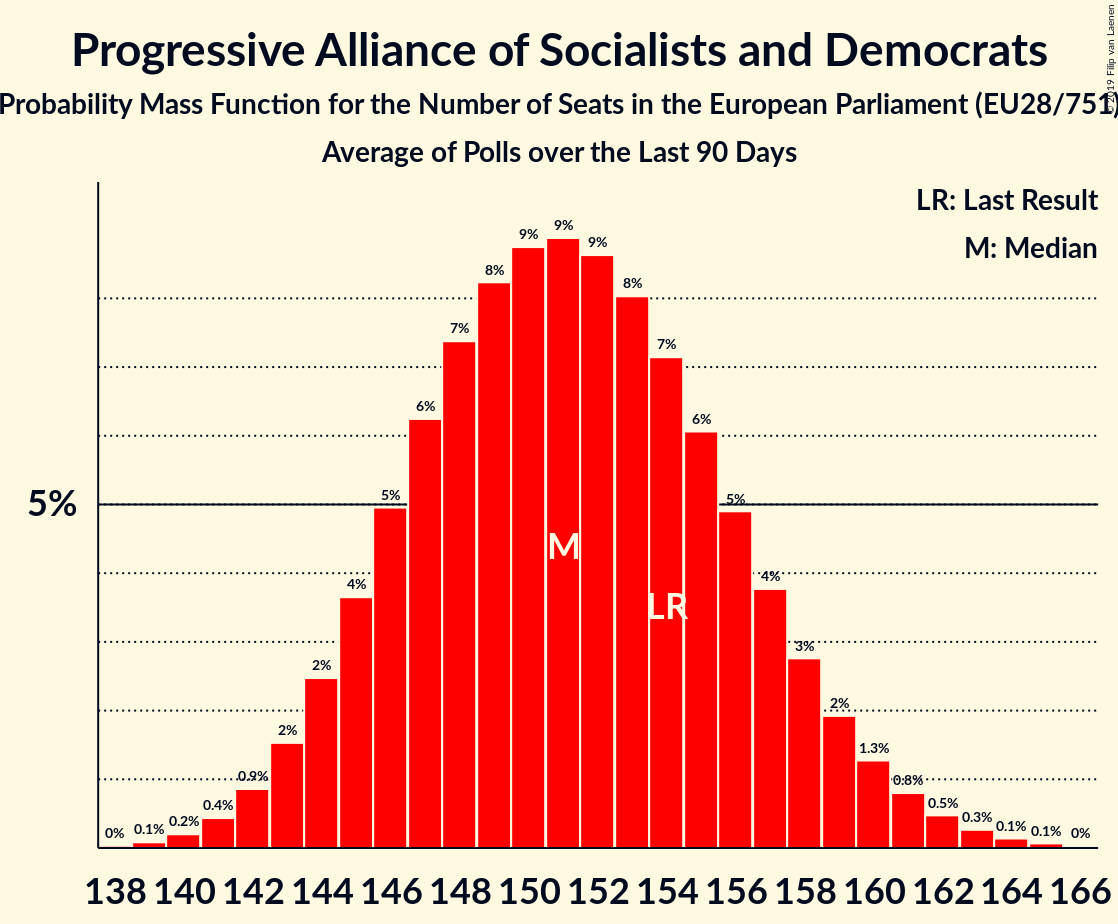 Progressive Alliance of Socialists and Democrats
Probability Mass Function for the Number of Seats in the European Parliament (EU28/751)
Average of Polls over the Last 90 Days
© 2019 Filip van Laenen
LR: Last Result
M: Median
5%
0% 0.1% 0.2% 0.4% 0.9% 2% 2% 4% 5% 6% 7% 8% 9% 9% 9% 8% 7% 6% 5% 4% 3% 2% 1.3% 0.8% 0.5% 0.3% 0.1% 0.1% 0%
M
LR
138 140 142 144 146 148 150 152 154 156 158 160 162 164 166